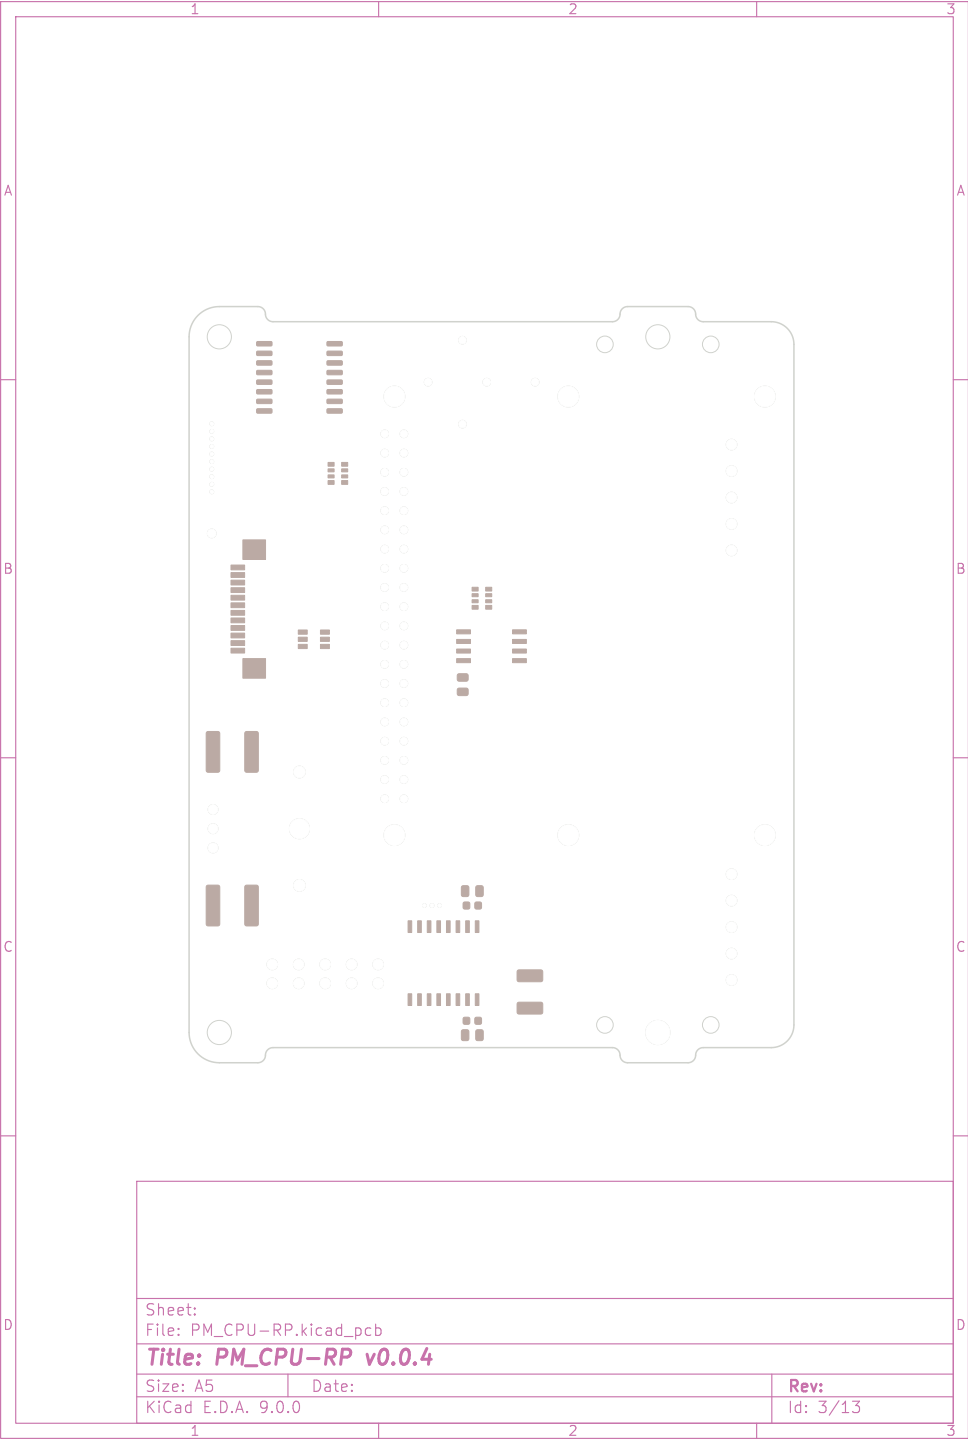 1 2 3
A A
B B
C C
D D
Sheet:
File: PM_CPU-RP.kicad_pcb
Title: PM_CPU-RP v0.0.4
Size: A5 Date: Rev:
KiCad E.D.A. 9.0.0 Id: 3/13
1 2 3